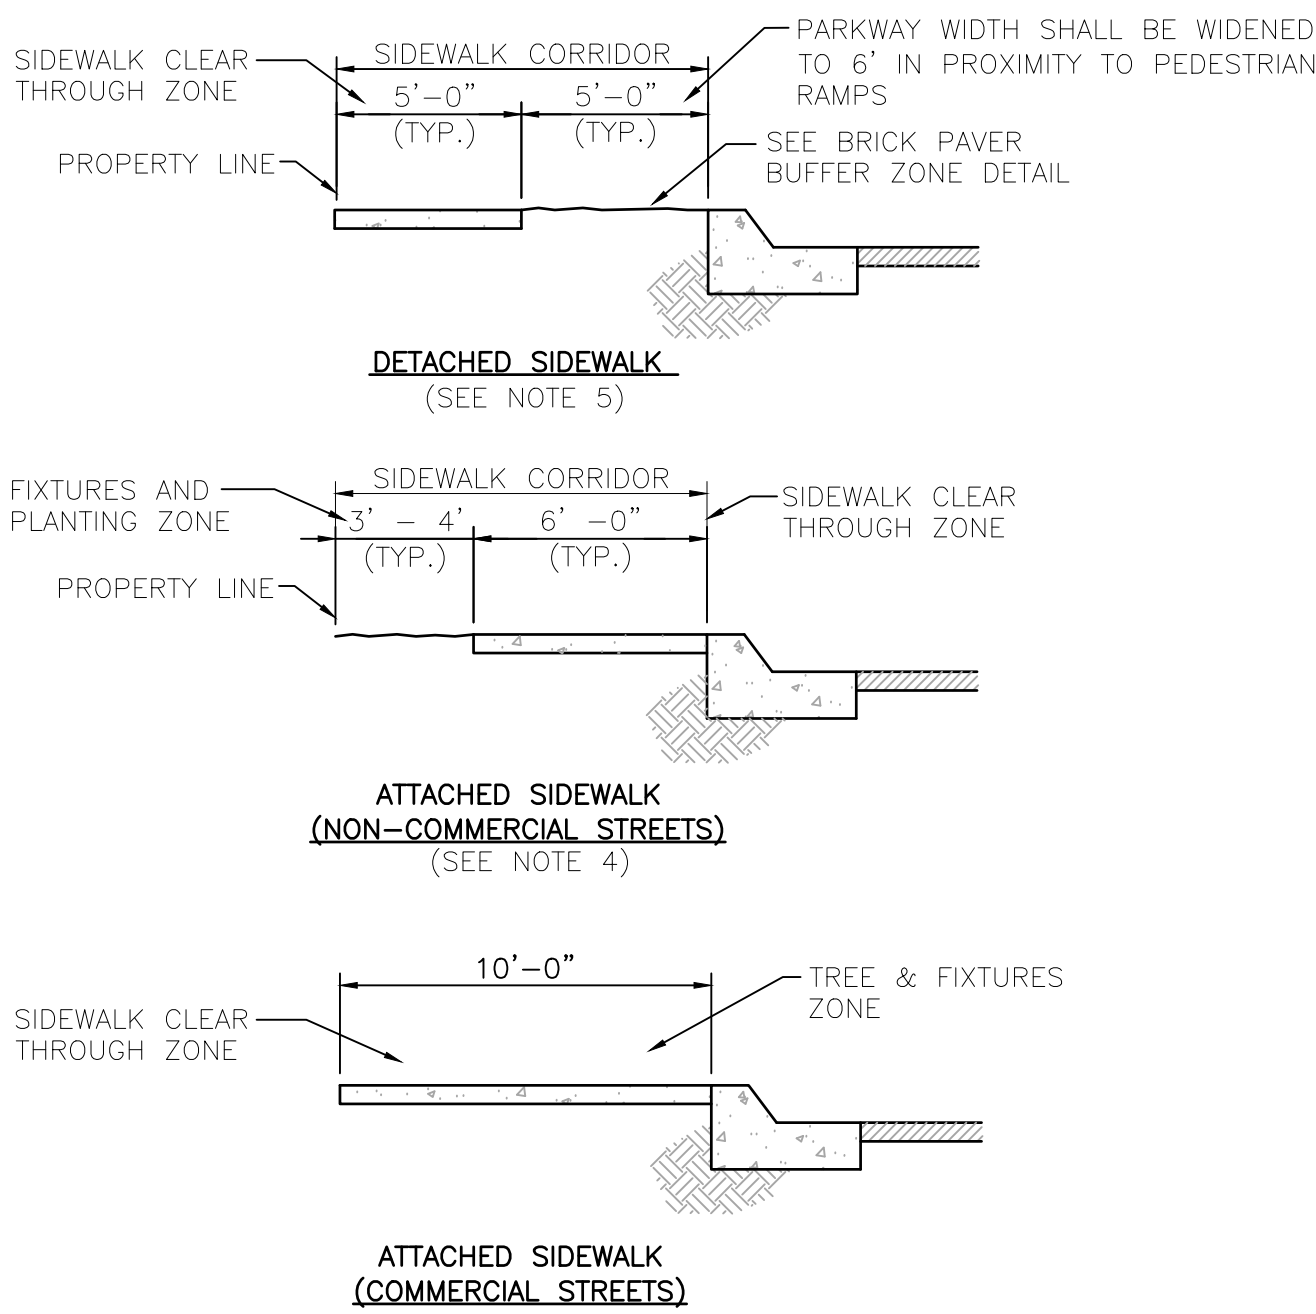 SIDEWALK CLEAR
THROUGH ZONE
SIDEWALK CORRIDOR
PARKWAY WIDTH SHALL BE WIDENED
TO 6' IN PROXIMITY TO PEDESTRIAN
RAMPS
5'-0"
(TYP.)
5'-0"
(TYP.)
PROPERTY LINE
SEE BRICK PAVER
BUFFER ZONE DETAIL
DETACHED SIDEWALK
(SEE NOTE 5)
FIXTURES AND
PLANTING ZONE
SIDEWALK CORRIDOR
SIDEWALK CLEAR
THROUGH ZONE
3' - 4'
(TYP.)
6' -0"
(TYP.)
PROPERTY LINE
ATTACHED SIDEWALK
(NON-COMMERCIAL STREETS)
(SEE NOTE 4)
10'-0"
TREE & FIXTURES
ZONE
SIDEWALK CLEAR
THROUGH ZONE
ATTACHED SIDEWALK
(COMMERCIAL STREETS)